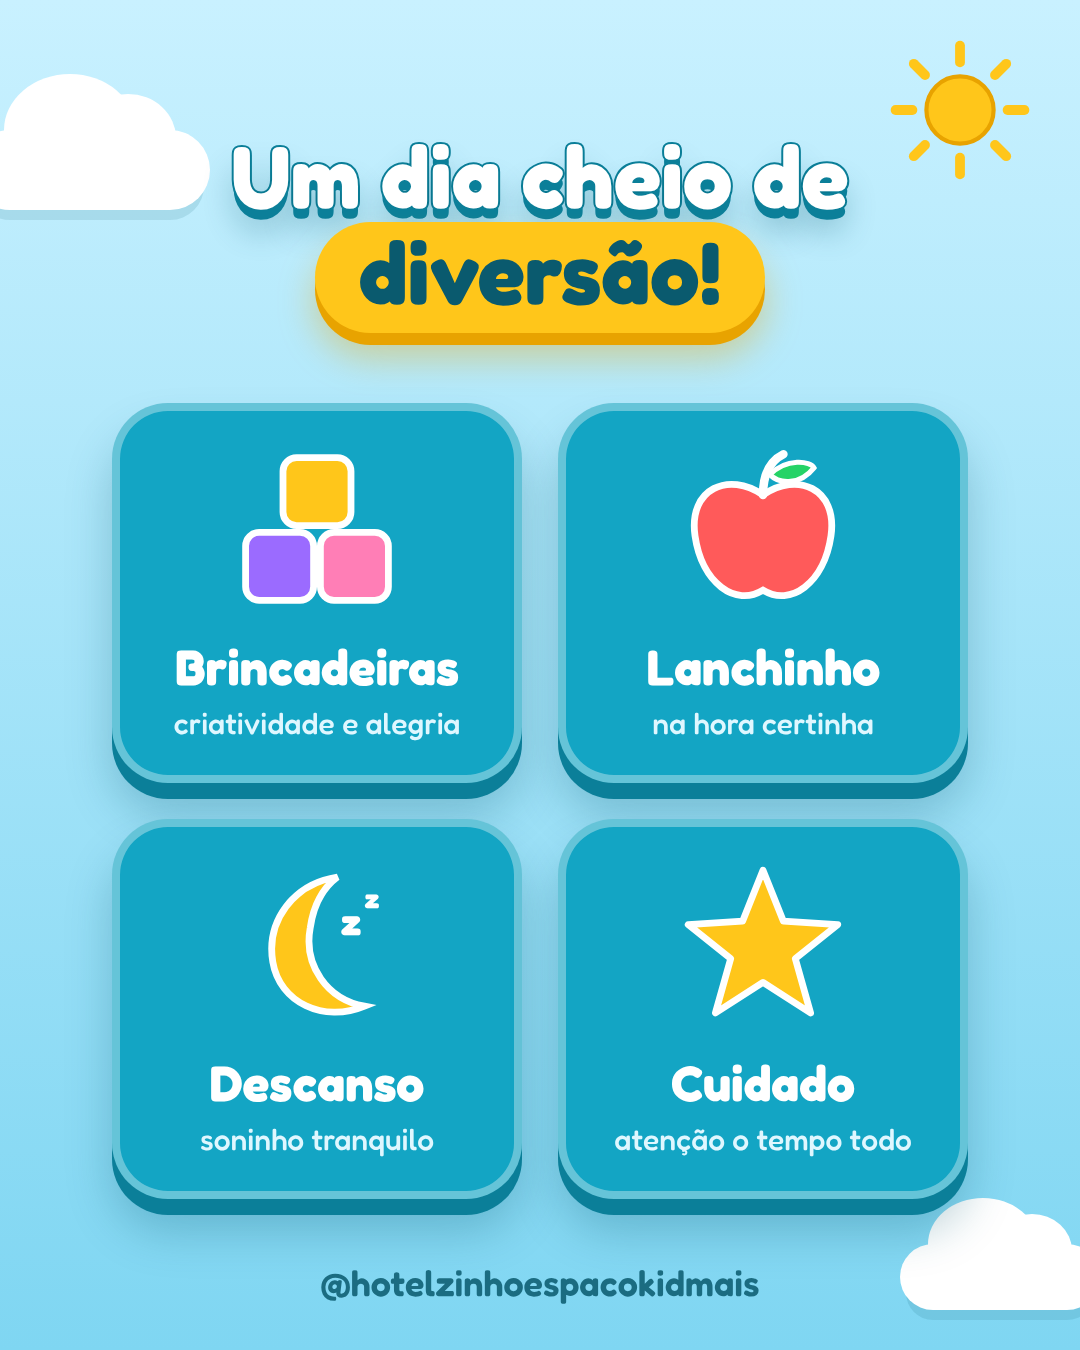 Um dia cheio de
diversão!
Brincadeiras
criatividade e alegria
Lanchinho
na hora certinha
z z
Descanso
soninho tranquilo
Cuidado
atenção o tempo todo
@hotelzinhoespacokidmais